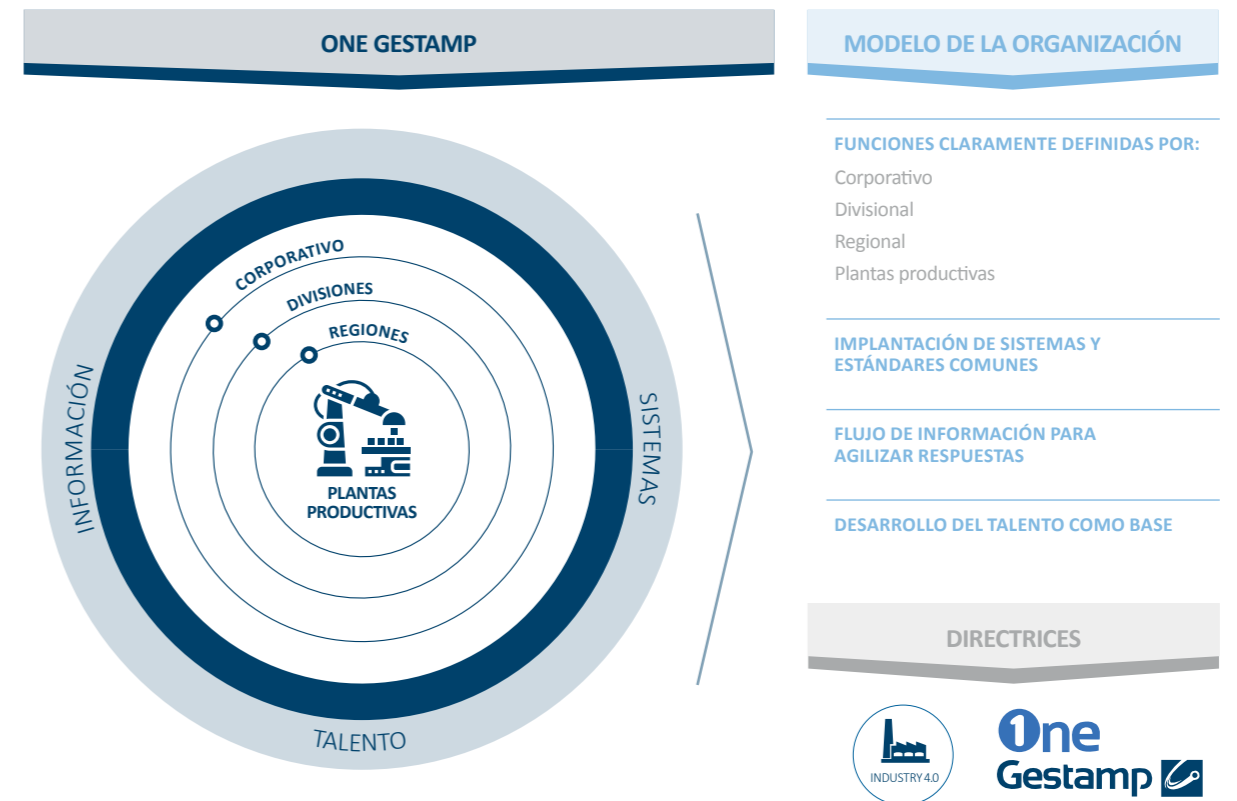 ONE GESTAMP
CORPORATIVO
DIVISIONES
REGIONES
PLANTAS
PRODUCTIVAS
INFORMACIÓN
SISTEMAS
TALENTO
MODELO DE LA ORGANIZACIÓN
FUNCIONES CLARAMENTE DEFINIDAS POR:
Corporativo
Divisional
Regional
Plantas productivas
IMPLANTACIÓN DE SISTEMAS Y
ESTÁNDARES COMUNES
FLUJO DE INFORMACIÓN PARA
AGILIZAR RESPUESTAS
DESARROLLO DEL TALENTO COMO BASE
DIRECTRICES
INDUSTRY 4.0
One
Gestamp